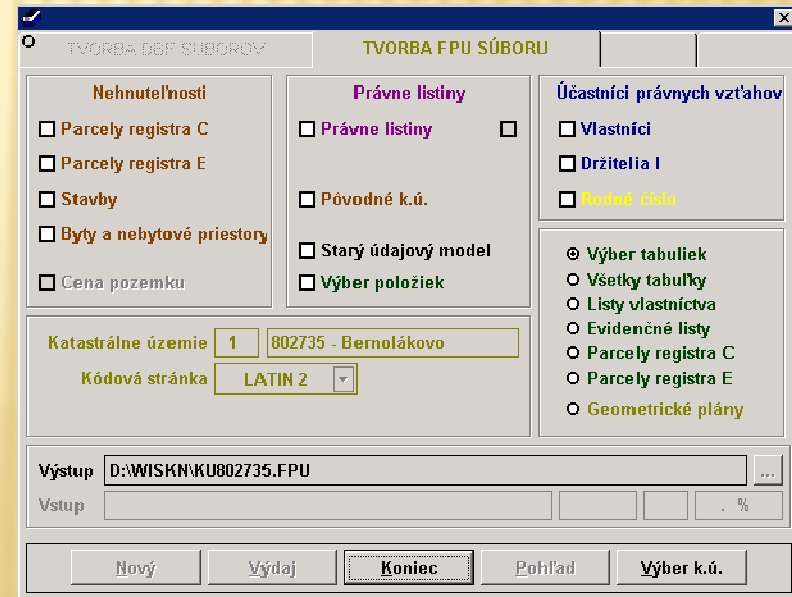 TVORBA DBF SÚBOROV TVORBA FPU SÚBORU
Nehnuteľnosti
Parcely registra C
Parcely registra E
Stavby
Byty a nebytové priestory
Cena pozemku
Právne listiny
Právne listiny
Pôvodné k.ú.
Starý údajový model
Výber položiek
Účastníci právnych vzťahov
Vlastníci
Držitelia I
Rodné číslo
Výber tabuliek
Všetky tabuľky
Listy vlastníctva
Evidenčné listy
Parcely registra C
Parcely registra E
Geometrické plány
Katastrálne územie 1 802735 - Bernolákovo
Kódová stránka LATIN 2
Výstup D:\WISKN\KU802735.FPU ...
Vstup . %
Nový Výdaj Koniec Pohľad Výber k.ú.